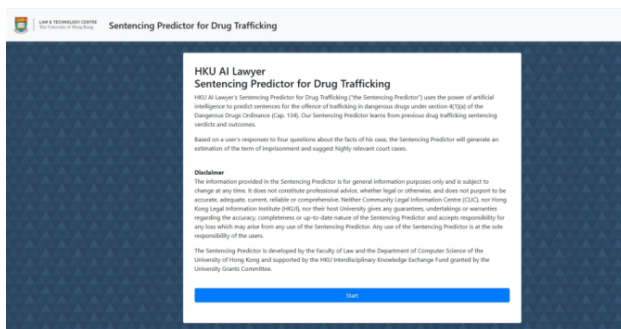 LAW & TECHNOLOGY CENTRE
The University of Hong Kong
Sentencing Predictor for Drug Trafficking
HKU AI Lawyer
Sentencing Predictor for Drug Trafficking
HKU AI Lawyer's Sentencing Predictor for Drug Trafficking ("the Sentencing Predictor") uses the power of artificial
intelligence to predict sentences for the offence of trafficking in dangerous drugs under section 4(1)(a) of the
Dangerous Drugs Ordinance (Cap. 134). Our Sentencing Predictor learns from previous drug trafficking sentencing
verdicts and outcomes.
Based on a user's responses to four questions about the facts of his case, the Sentencing Predictor will generate an
estimation of the term of imprisonment and suggest highly relevant court cases.
Disclaimer
The information provided in the Sentencing Predictor is for general information purposes only and is subject to
change at any time. It does not constitute professional advice, whether legal or otherwise, and does not purport to be
accurate, adequate, current, reliable or comprehensive. Neither Community Legal Information Centre (CLIC), nor Hong
Kong Legal Information Institute (HKLII), nor their host University gives any guarantees, undertakings or warranties
regarding the accuracy, completeness or up-to-date nature of the Sentencing Predictor and accepts responsibility for
any loss which may arise from any use of the Sentencing Predictor. Any use of the Sentencing Predictor is at the sole
responsibility of the users.
The Sentencing Predictor is developed by the Faculty of Law and the Department of Computer Science of the
University of Hong Kong and supported by the HKU Interdisciplinary Knowledge Exchange Fund granted by the
University Grants Committee.
Start